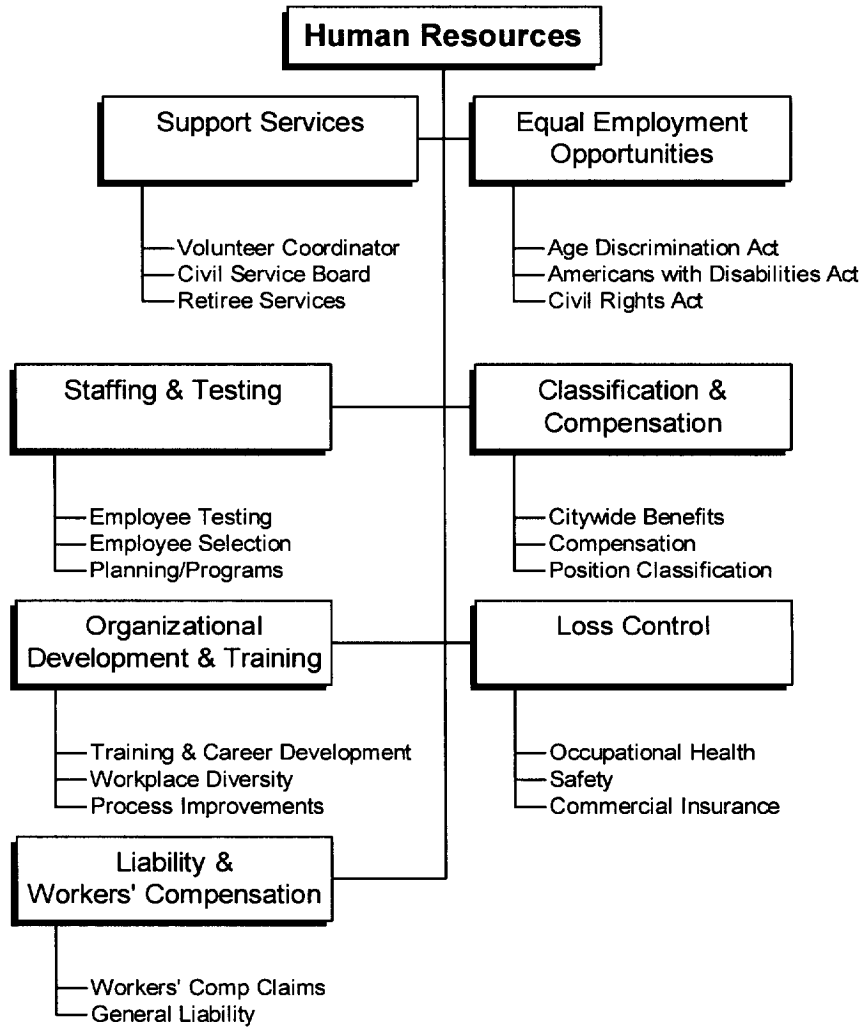 Human Resources
Support Services
Volunteer Coordinator
Civil Service Board
Retiree Services
Equal Employment
Opportunities
Age Discrimination Act
Americans with Disabilities Act
Civil Rights Act
Staffing & Testing
Employee Testing
Employee Selection
Planning/Programs
Classification &
Compensation
Citywide Benefits
Compensation
Position Classification
Organizational
Development & Training
Training & Career Development
Workplace Diversity
Process Improvements
Loss Control
Occupational Health
Safety
Commercial Insurance
Liability &
Workers' Compensation
Workers' Comp Claims
General Liability